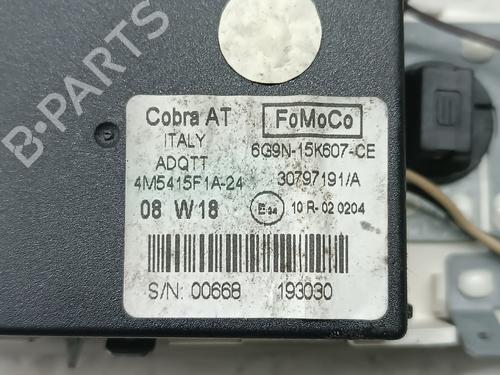 B-PARTS
Cobra AT FoMoCo
ITALY 6G9N-15K607-CE
ADQTT
4M5415F1A-24 30797191/A
08 W18 E 24 10 R-02 0204
S/N: 00668 193030